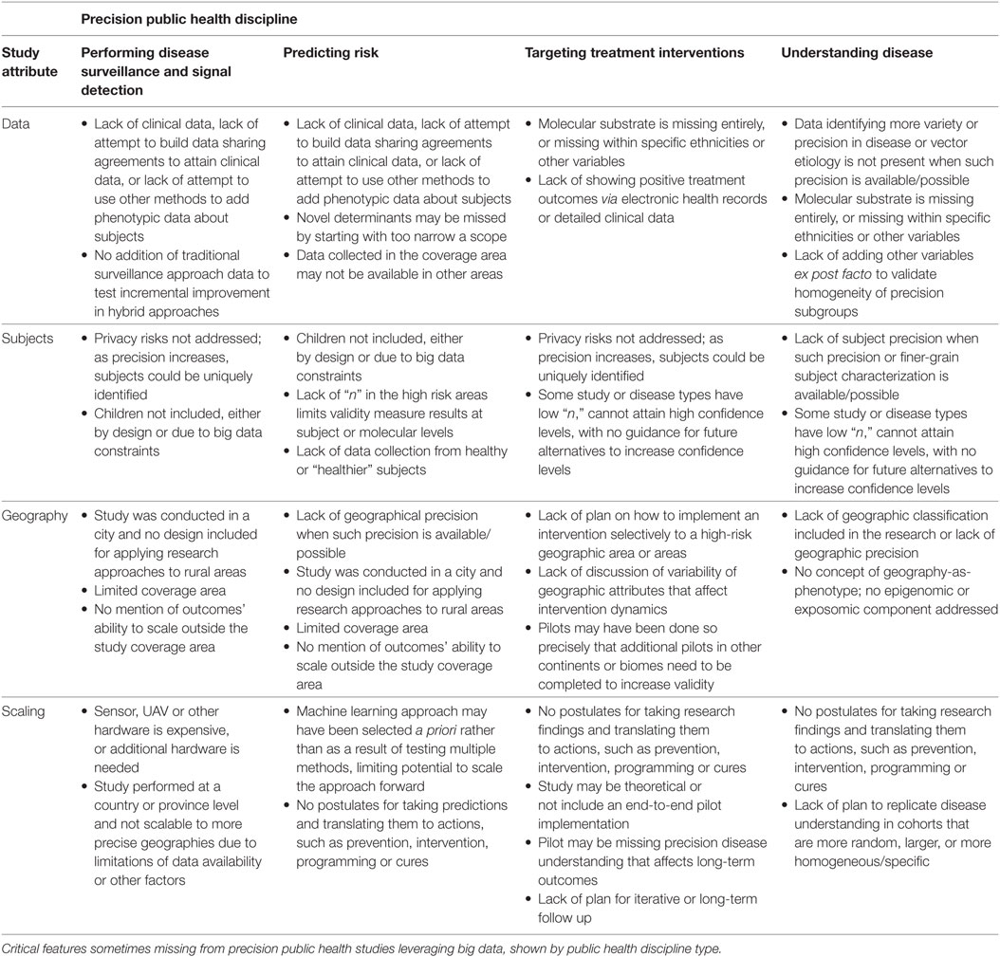 Precision public health discipline
Study
attribute
Performing disease
surveillance and signal
detection
Predicting risk
Targeting treatment interventions
Understanding disease
Data
• Lack of clinical data, lack of
attempt to build data sharing
agreements to attain clinical
data, or lack of attempt to
use other methods to add
phenotypic data about
subjects
• No addition of traditional
surveillance approach data to
test incremental improvement
in hybrid approaches
• Lack of clinical data, lack of attempt
to build data sharing agreements
to attain clinical data, or lack of
attempt to use other methods to
add phenotypic data about subjects
• Novel determinants may be missed
by starting with too narrow a scope
• Data collected in the coverage area
may not be available in other areas
• Molecular substrate is missing entirely,
or missing within specific ethnicities or
other variables
• Lack of showing positive treatment
outcomes via electronic health records
or detailed clinical data
• Data identifying more variety or
precision in disease or vector
etiology is not present when such
precision is available/possible
• Molecular substrate is missing
entirely, or missing within specific
ethnicities or other variables
• Lack of adding other variables
ex post facto to validate
homogeneity of precision
subgroups
Subjects
• Privacy risks not addressed;
as precision increases,
subjects could be uniquely
identified
• Children not included, either
by design or due to big data
constraints
• Children not included, either
by design or due to big data
constraints
• Lack of “n” in the high risk areas
limits validity measure results at
subject or molecular levels
• Lack of data collection from healthy
or “healthier” subjects
• Privacy risks not addressed; as
precision increases, subjects could be
uniquely identified
• Some study or disease types have
low “n,” cannot attain high confidence
levels, with no guidance for future
alternatives to increase confidence
levels
• Lack of subject precision when
such precision or finer-grain
subject characterization is
available/possible
• Some study or disease types
have low “n,” cannot attain
high confidence levels, with no
guidance for future alternatives to
increase confidence levels
Geography
• Study was conducted in a
city and no design included
for applying research
approaches to rural areas
• Limited coverage area
• No mention of outcomes’
ability to scale outside the
study coverage area
• Lack of geographical precision
when such precision is available/
possible
• Study was conducted in a city and
no design included for applying
research approaches to rural areas
• Limited coverage area
• No mention of outcomes’ ability to
scale outside the study coverage
area
• Lack of plan on how to implement an
intervention selectively to a high-risk
geographic area or areas
• Lack of discussion of variability of
geographic attributes that affect
intervention dynamics
• Pilots may have been done so
precisely that additional pilots in other
continents or biomes need to be
completed to increase validity
• Lack of geographic classification
included in the research or lack of
geographic precision
• No concept of geography-as-
phenotype; no epigenomic or
exposomic component addressed
Scaling
• Sensor, UAV or other
hardware is expensive,
or additional hardware is
needed
• Study performed at a
country or province level
and not scalable to more
precise geographies due to
limitations of data availability
or other factors
• Machine learning approach may
have been selected a priori rather
than as a result of testing multiple
methods, limiting potential to scale
the approach forward
• No postulates for taking predictions
and translating them to actions,
such as prevention, intervention,
programming or cures
• No postulates for taking research
findings and translating them
to actions, such as prevention,
intervention, programming or cures
• Study may be theoretical or
not include an end-to-end pilot
implementation
• Pilot may be missing precision disease
understanding that affects long-term
outcomes
• Lack of plan for iterative or long-term
follow up
• No postulates for taking research
findings and translating them
to actions, such as prevention,
intervention, programming or
cures
• Lack of plan to replicate disease
understanding in cohorts that
are more random, larger, or more
homogeneous/specific
Critical features sometimes missing from precision public health studies leveraging big data, shown by public health discipline type.